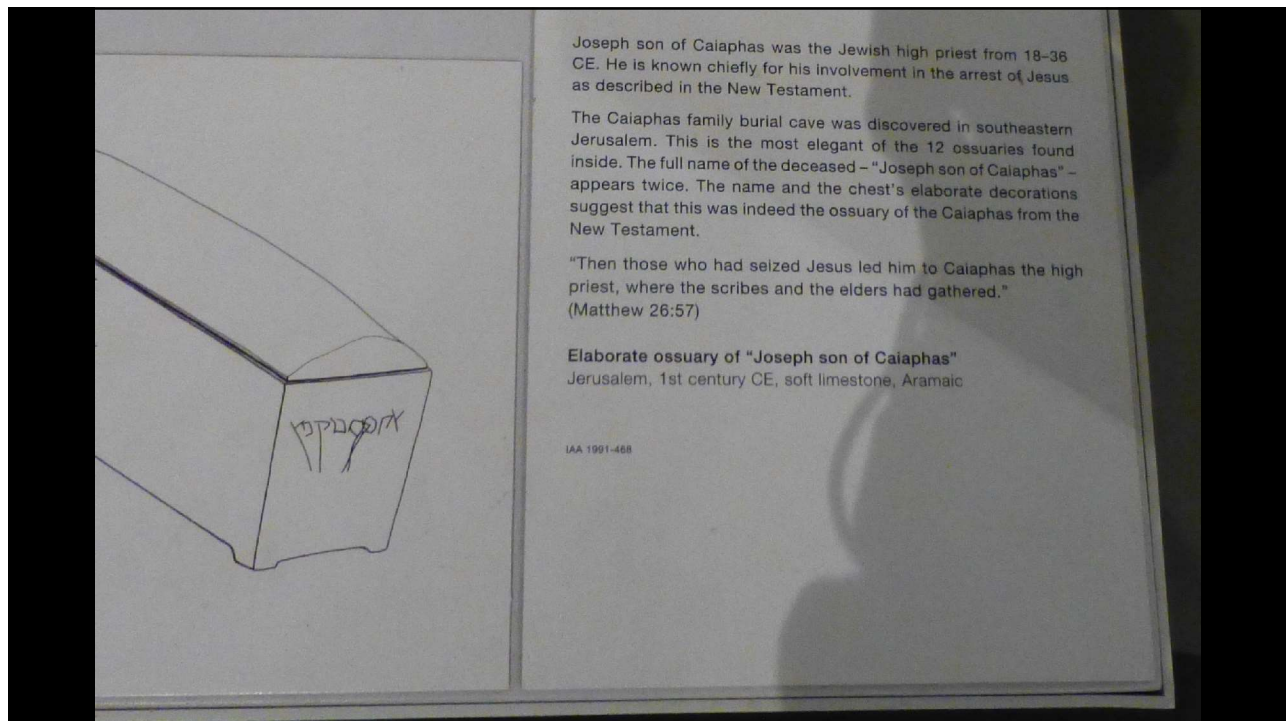 Joseph son of Caiaphas was the Jewish high priest from 18–36
CE. He is known chiefly for his involvement in the arrest of Jesus
as described in the New Testament.
The Caiaphas family burial cave was discovered in southeastern
Jerusalem. This is the most elegant of the 12 ossuaries found
inside. The full name of the deceased – “Joseph son of Caiaphas” –
appears twice. The name and the chest's elaborate decorations
suggest that this was indeed the ossuary of the Caiaphas from the
New Testament.
“Then those who had seized Jesus led him to Caiaphas the high
priest, where the scribes and the elders had gathered.”
(Matthew 26:57)
Elaborate ossuary of “Joseph son of Caiaphas”
Jerusalem, 1st century CE, soft limestone, Aramaic
IAA 1991-468